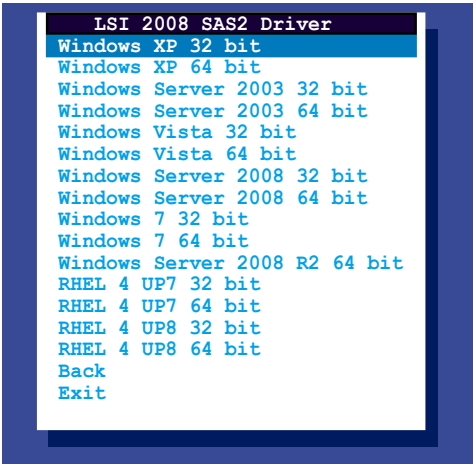 LSI 2008 SAS2 Driver
Windows XP 32 bit
Windows XP 64 bit
Windows Server 2003 32 bit
Windows Server 2003 64 bit
Windows Vista 32 bit
Windows Vista 64 bit
Windows Server 2008 32 bit
Windows Server 2008 64 bit
Windows 7 32 bit
Windows 7 64 bit
Windows Server 2008 R2 64 bit
RHEL 4 UP7 32 bit
RHEL 4 UP7 64 bit
RHEL 4 UP8 32 bit
RHEL 4 UP8 64 bit
Back
Exit